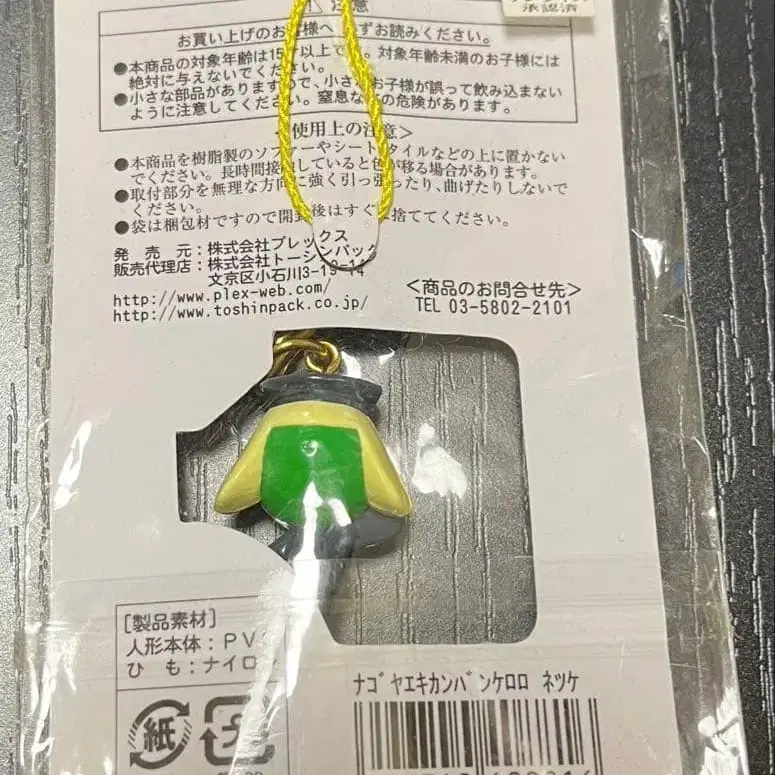 ! 注意
承認済
お買い上げのお客様へ ずお読みください。
●本商品の対象年齢は15才以上です。対象年齢未満のお子様には
絶対に与えないでください。
●小さな部品がありますので、小さなお子様が誤って飲み込まない
ように注意してください。窒息などの危険があります。
<使用上の注意>
●本商品を樹脂製のソファーやシート、タイルなどの上に置かない
でください。長時間接触していると色が移る場合があります。
●取付部分を無理な方向に強く引っ張ったり、曲げたりしないで
ください。
●袋は梱包材ですので開封後はすぐ捨ててください。
発売元:株式会社プレックス
販売代理店:株式会社トーシンパック
文京区小石川3-19-14
http://www.plex-web.com/
http://www.toshinpack.co.jp/
<商品のお問合せ先>
TEL 03-5802-2101
[製品素材]
人形本体:PV
ひも:ナイロン
紙
ナゴヤエキカンバンケロロ ネツケ